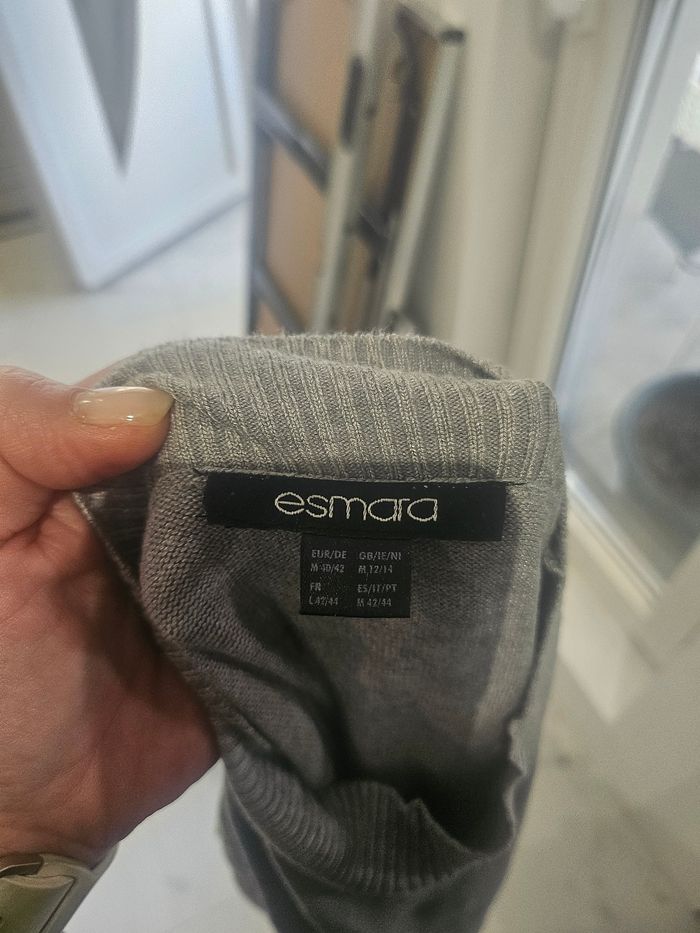 esmara
EUR/DE GB/IE/NI
M 40/42 M 12/14
FR ES/IT/PT
L 42/44 M 42/44